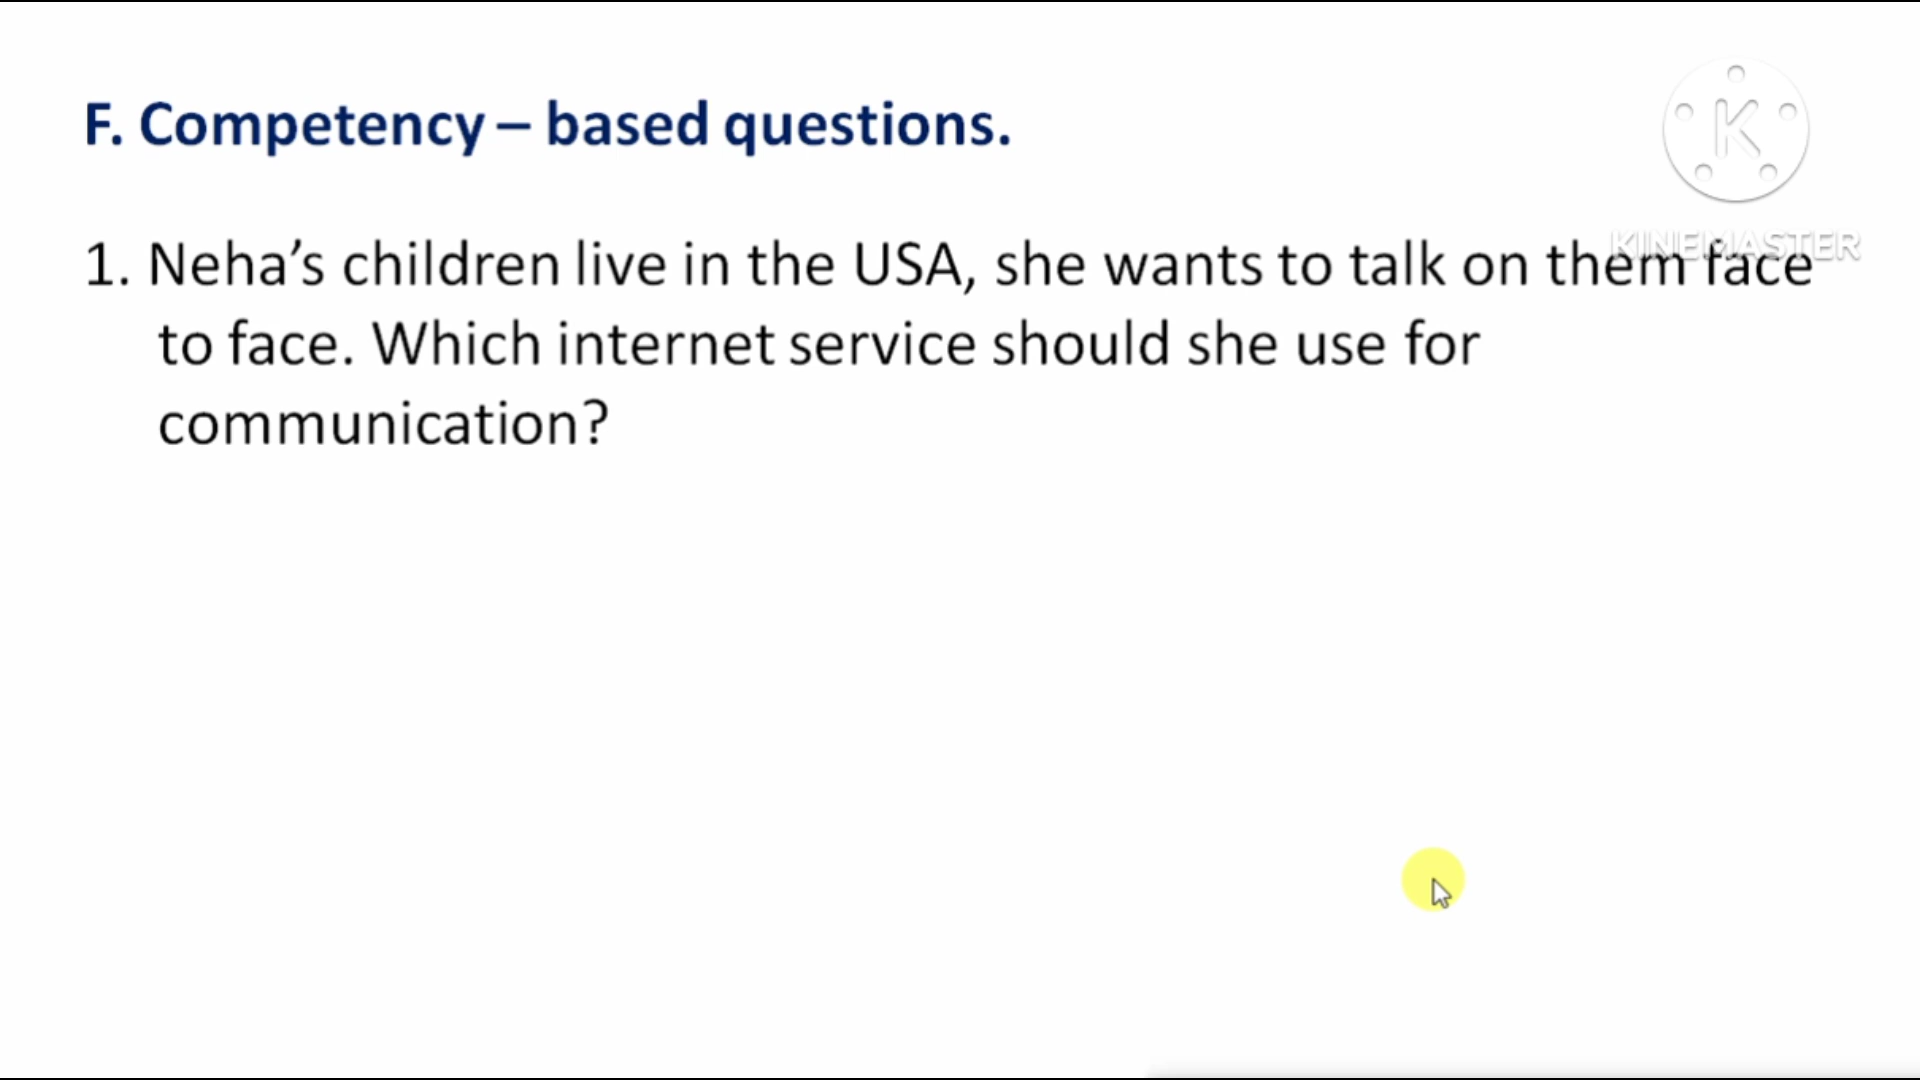 F. Competency – based questions.
K
KINEMASTER
1. Neha’s children live in the USA, she wants to talk on them face
to face. Which internet service should she use for
communication?